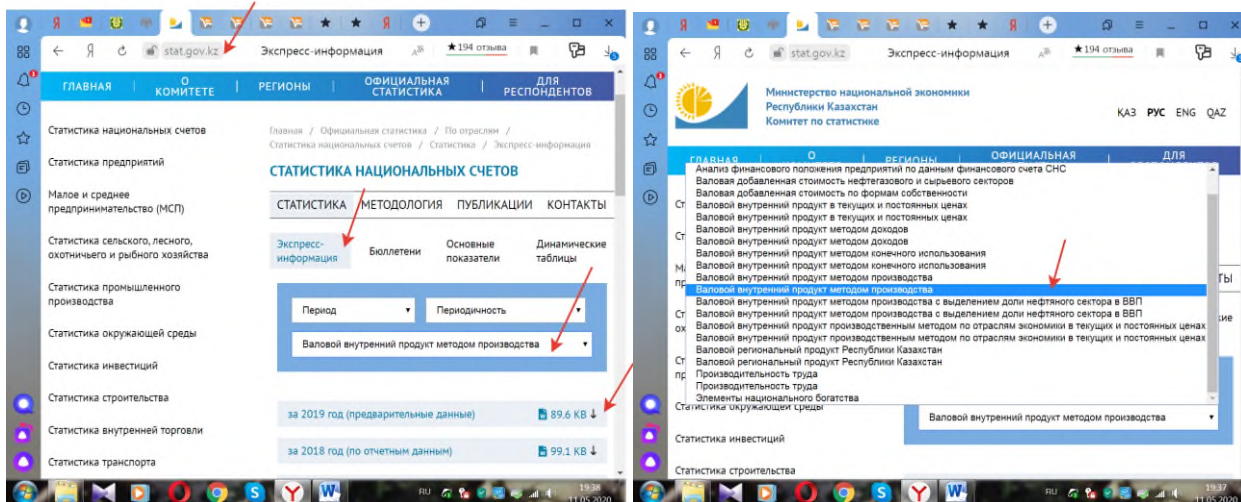 stat.gov.kz Экспресс-информация ★194 отзыва
ГЛАВНАЯ | О КОМИТЕТЕ | РЕГИОНЫ | ОФИЦИАЛЬНАЯ СТАТИСТИКА | ДЛЯ РЕСПОНДЕНТОВ
Статистика национальных счетов
Статистика предприятий
Малое и среднее
предпринимательство (МСП)
Статистика сельского, лесного,
охотничьего и рыбного хозяйства
Статистика промышленного
производства
Статистика окружающей среды
Статистика инвестиций
Статистика строительства
Статистика внутренней торговли
Статистика транспорта
Главная / Официальная статистика / По отраслям /
Статистика национальных счетов / Статистика / Экспресс-информация
СТАТИСТИКА НАЦИОНАЛЬНЫХ СЧЕТОВ
СТАТИСТИКА МЕТОДОЛОГИЯ ПУБЛИКАЦИИ КОНТАКТЫ
Экспресс-
информация
Бюллетени
Основные
показатели
Динамические
таблицы
Период
Периодичность
Валовой внутренний продукт методом производства
за 2019 год (предварительные данные) 89.6 KB
за 2018 год (по отчетным данным) 99.1 KB
RU 19:38
11.05.2020
stat.gov.kz Экспресс-информация ★194 отзыва
Министерство национальной экономики
Республики Казахстан
Комитет по статистике
ҚАЗ РУС ENG QAZ
ГЛАВНАЯ | О | РЕГИОНЫ | ОФИЦИАЛЬНАЯ | ДЛЯ
Анализ финансового положения предприятий по данным финансового счета СНС
Валовая добавленная стоимость нефтегазового и сырьевого секторов
Валовая добавленная стоимость по формам собственности
Валовой внутренний продукт в текущих и постоянных ценах
Валовой внутренний продукт в текущих и постоянных ценах
Валовой внутренний продукт методом доходов
Валовой внутренний продукт методом доходов
Валовой внутренний продукт методом конечного использования
Валовой внутренний продукт методом конечного использования
Валовой внутренний продукт методом производства
Валовой внутренний продукт методом производства
Валовой внутренний продукт методом производства с выделением доли нефтяного сектора в ВВП
Валовой внутренний продукт методом производства с выделением доли нефтяного сектора в ВВП
Валовой внутренний продукт производственным методом по отраслям экономики в текущих и постоянных ценах
Валовой внутренний продукт производственным методом по отраслям экономики в текущих и постоянных ценах
Валовой региональный продукт Республики Казахстан
Валовой региональный продукт Республики Казахстан
Производительность труда
Производительность труда
Элементы национального богатства
Статистика окружающей среды
Валовой внутренний продукт методом производства
Статистика инвестиций
Статистика строительства
RU 19:37
11.05.2020